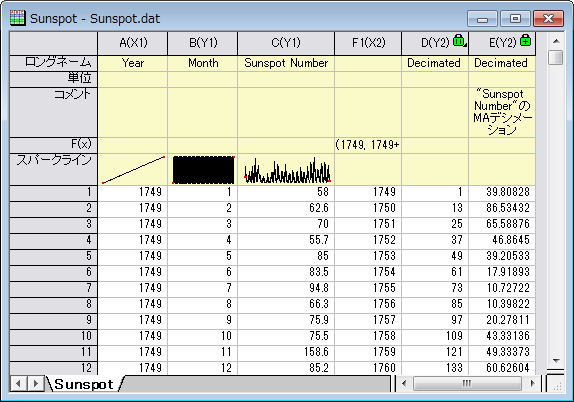 Sunspot - Sunspot.dat
A(X1) B(Y1) C(Y1) F1(X2) D(Y2) E(Y2)
ロングネーム Year Month Sunspot Number Decimated Decimated
単位
コメント "Sunspot
Number"の
MAデシメー
ション
F(x) (1749, 1749+
スパークライン
1 1749 1 58 1749 1 39.80828
2 1749 2 62.6 1750 13 86.53432
3 1749 3 70 1751 25 65.58876
4 1749 4 55.7 1752 37 46.8645
5 1749 5 85 1753 49 39.20533
6 1749 6 83.5 1754 61 17.91893
7 1749 7 94.8 1755 73 10.72722
8 1749 8 66.3 1756 85 10.39822
9 1749 9 75.9 1757 97 20.27811
10 1749 10 75.5 1758 109 43.33136
11 1749 11 158.6 1759 121 49.33373
12 1749 12 85.2 1760 133 60.62604
Sunspot